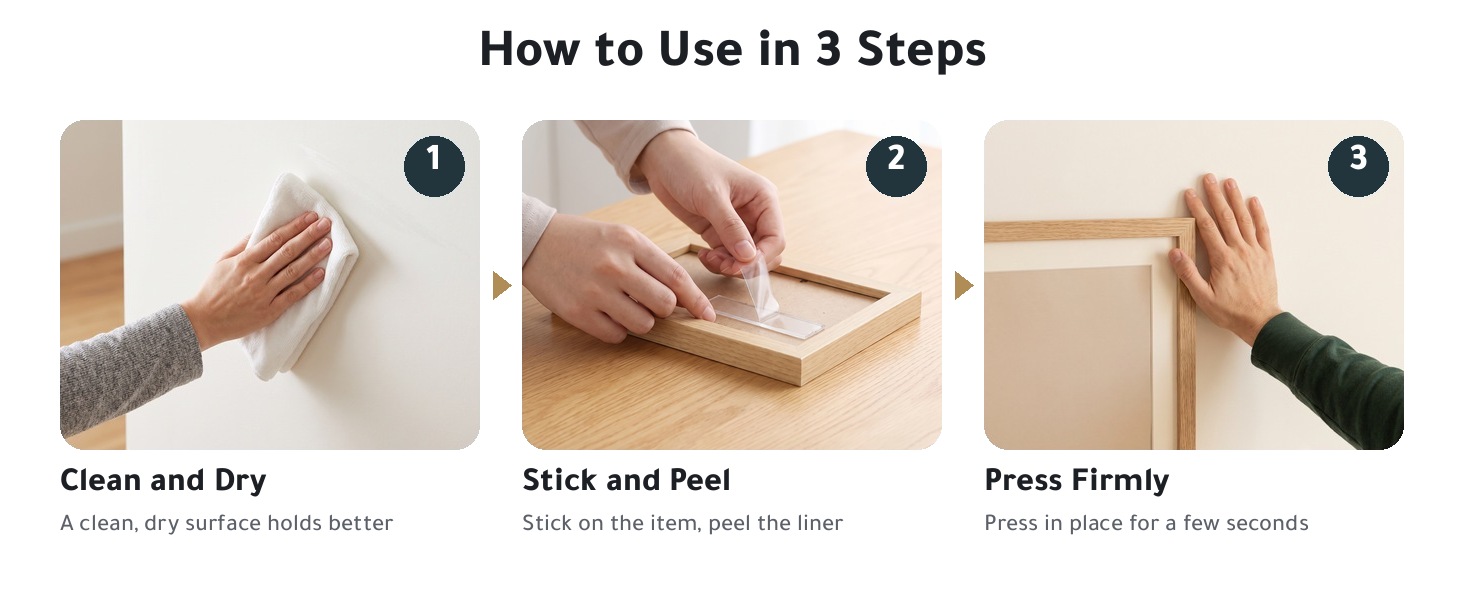 How to Use in 3 Steps
1
2
3
Clean and Dry
A clean, dry surface holds better
Stick and Peel
Stick on the item, peel the liner
Press Firmly
Press in place for a few seconds